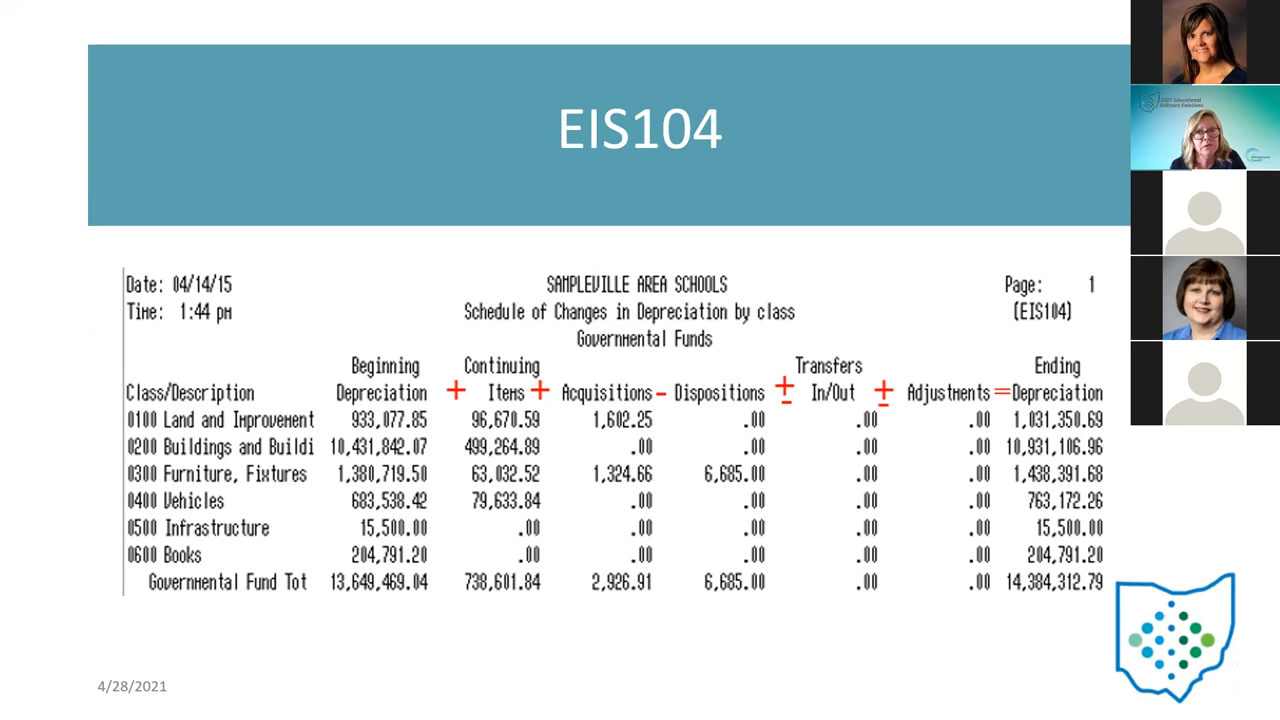 EIS104
Date: 04/14/15 SAMPLEVILLE AREA SCHOOLS Page: 1
Time: 1:44 pm Schedule of Changes in Depreciation by class (EIS104)
Governmental Funds
Beginning Continuing Transfers Ending
Class/Description Depreciation + Items + Acquisitions - Dispositions ± In/Out ± Adjustments = Depreciation
0100 Land and Improvement 933,077.85 96,670.59 1,602.25 .00 .00 .00 1,031,350.69
0200 Buildings and Buildi 10,431,842.07 499,264.89 .00 .00 .00 .00 10,931,106.96
0300 Furniture, Fixtures 1,380,719.50 63,032.52 1,324.66 6,685.00 .00 .00 1,438,391.68
0400 Vehicles 683,538.42 79,633.84 .00 .00 .00 .00 763,172.26
0500 Infrastructure 15,500.00 .00 .00 .00 .00 .00 15,500.00
0600 Books 204,791.20 .00 .00 .00 .00 .00 204,791.20
Governmental Fund Tot 13,649,469.04 738,601.84 2,926.91 6,685.00 .00 .00 14,384,312.79
4/28/2021